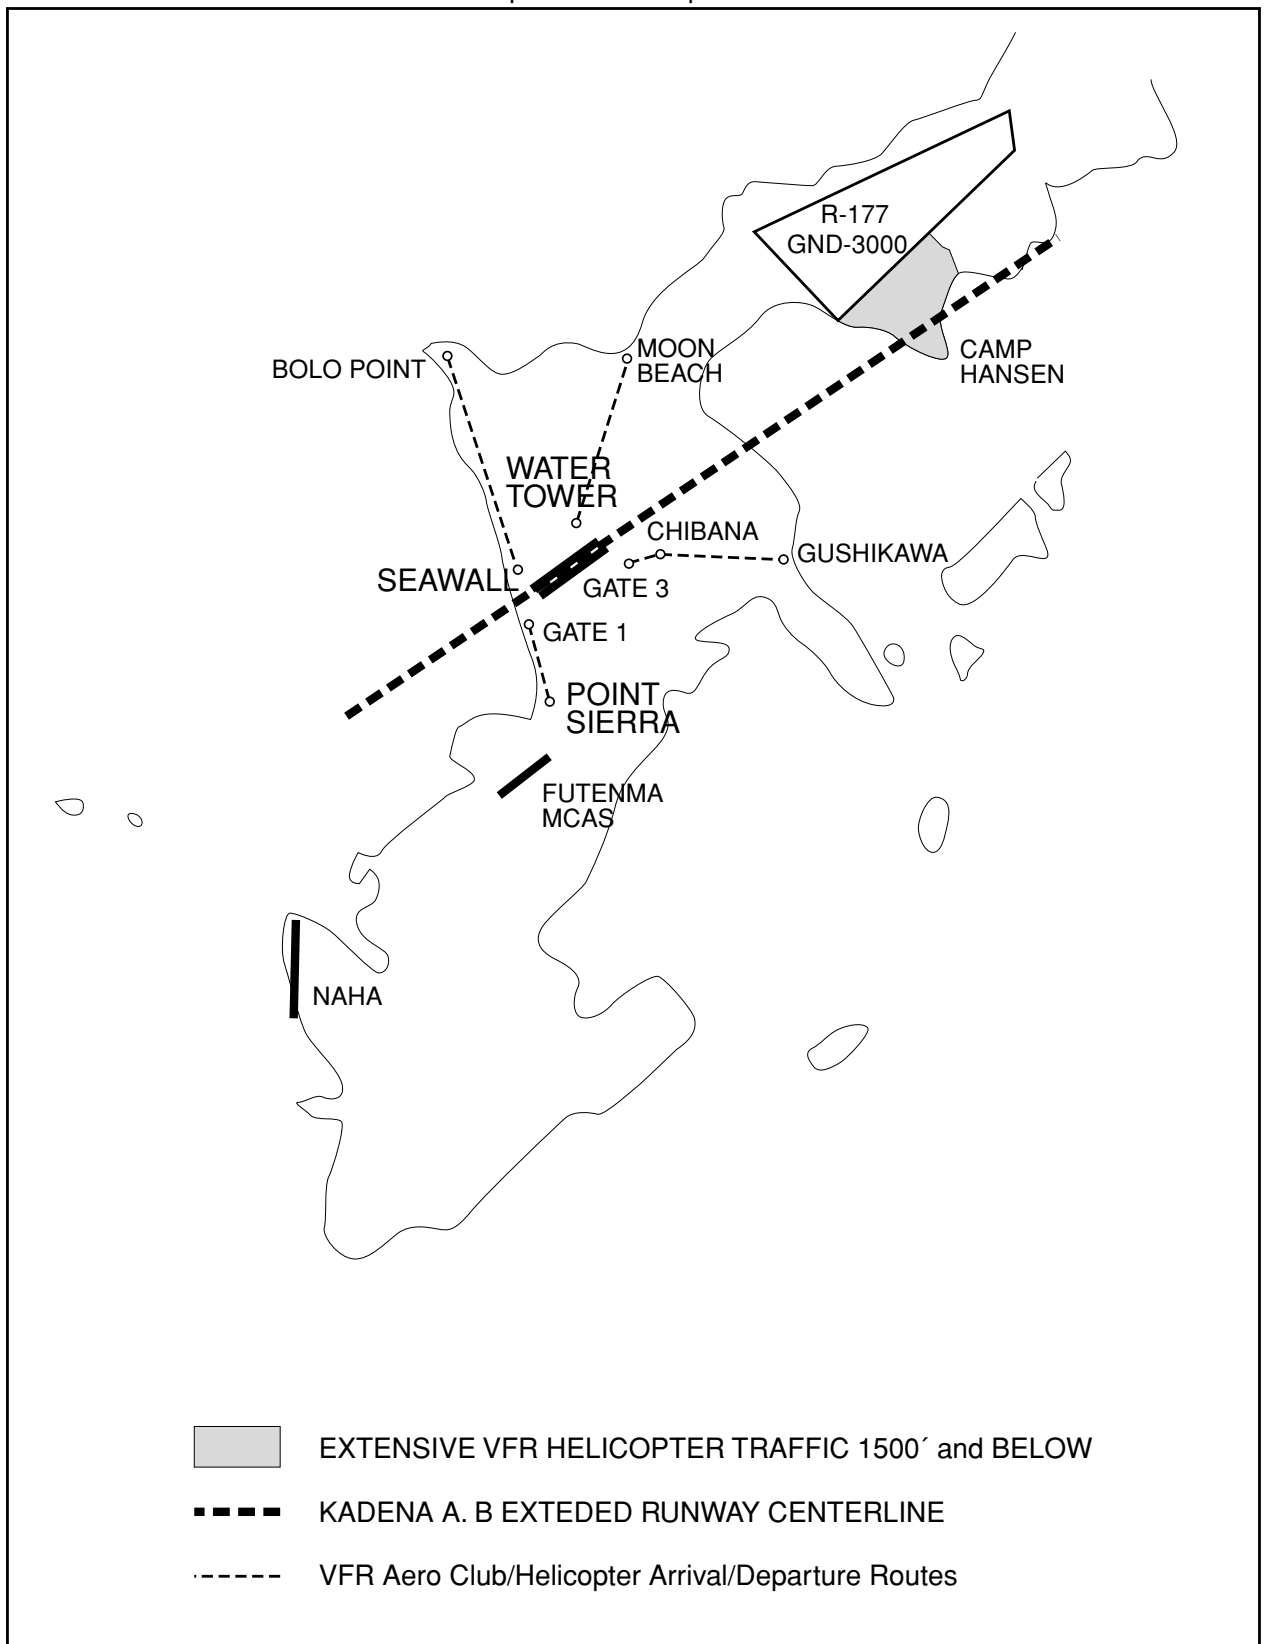 R-177
GND-3000
MOON
BEACH
BOLO POINT
CAMP
HANSEN
WATER
TOWER
CHIBANA
GUSHIKAWA
SEAWALL
GATE 3
GATE 1
POINT
SIERRA
FUTENMA
MCAS
NAHA
EXTENSIVE VFR HELICOPTER TRAFFIC 1500´ and BELOW
KADENA A. B EXTEDED RUNWAY CENTERLINE
VFR Aero Club/Helicopter Arrival/Departure Routes